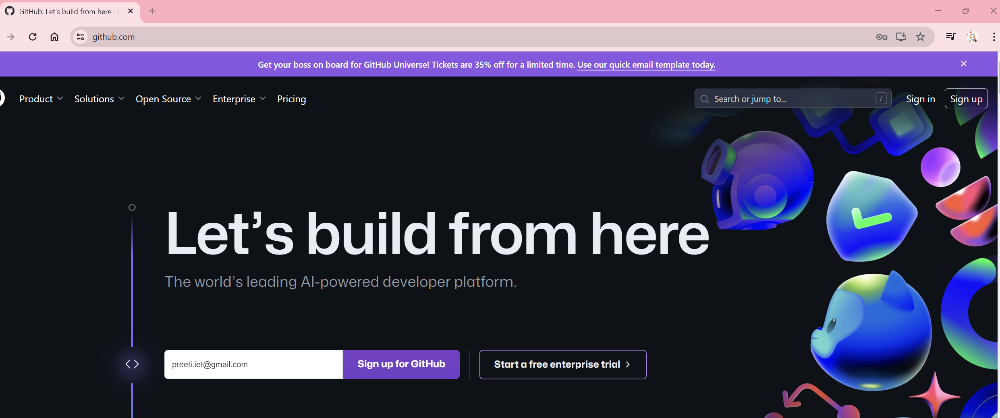 GitHub: Let's build from here ·
github.com
Get your boss on board for GitHub Universe! Tickets are 35% off for a limited time. Use our quick email template today.
Product Solutions Open Source Enterprise Pricing Search or jump to... / Sign in Sign up
Let’s build from here
The world’s leading AI-powered developer platform.
preeti.iet@gmail.com Sign up for GitHub Start a free enterprise trial